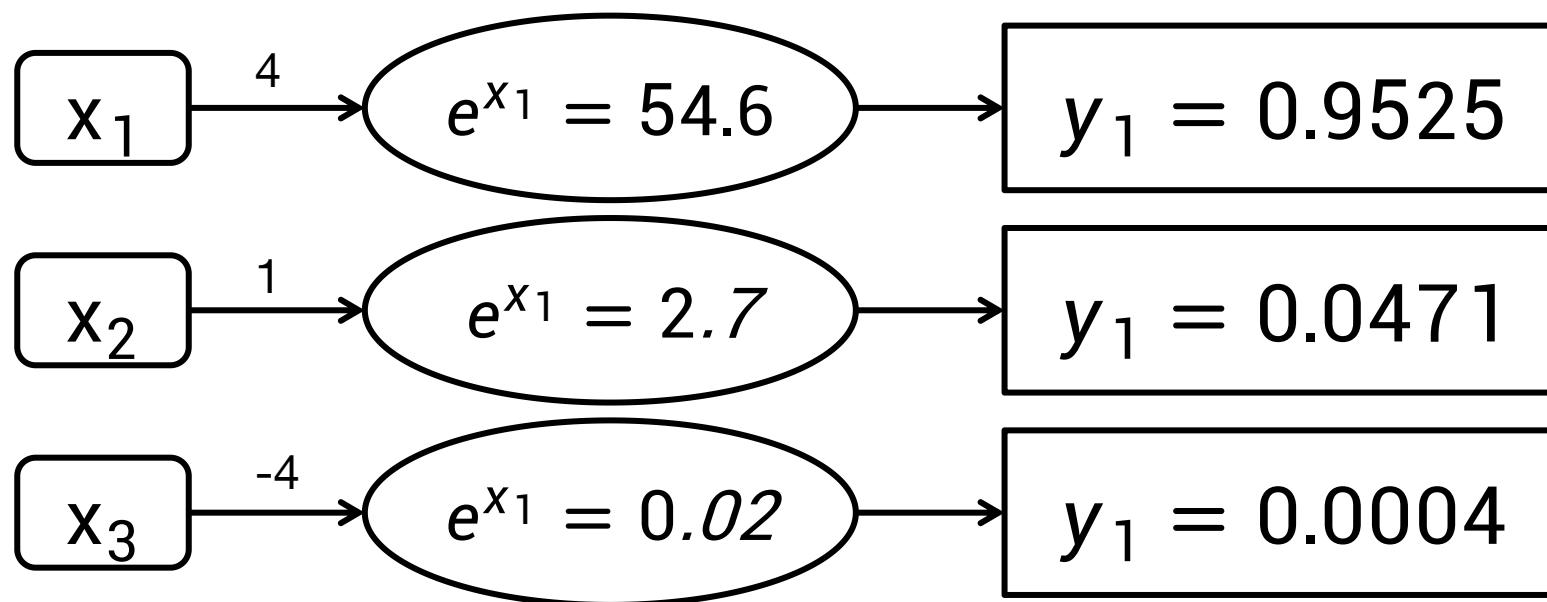 x₁ 4 e^{x₁} = 54.6 y₁ = 0.9525
x₂ 1 e^{x₁} = 2.7 y₁ = 0.0471
x₃ -4 e^{x₁} = 0.02 y₁ = 0.0004